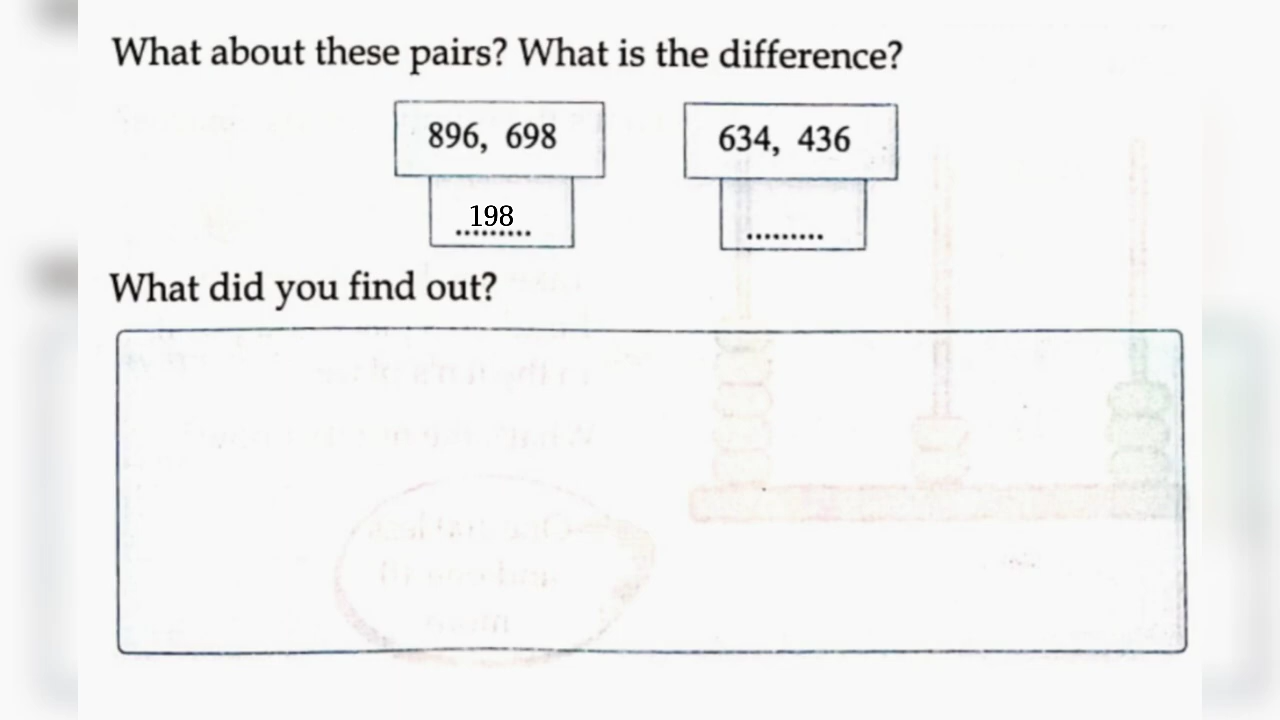 What about these pairs? What is the difference?
896, 698
634, 436
198
.........
.........
What did you find out?